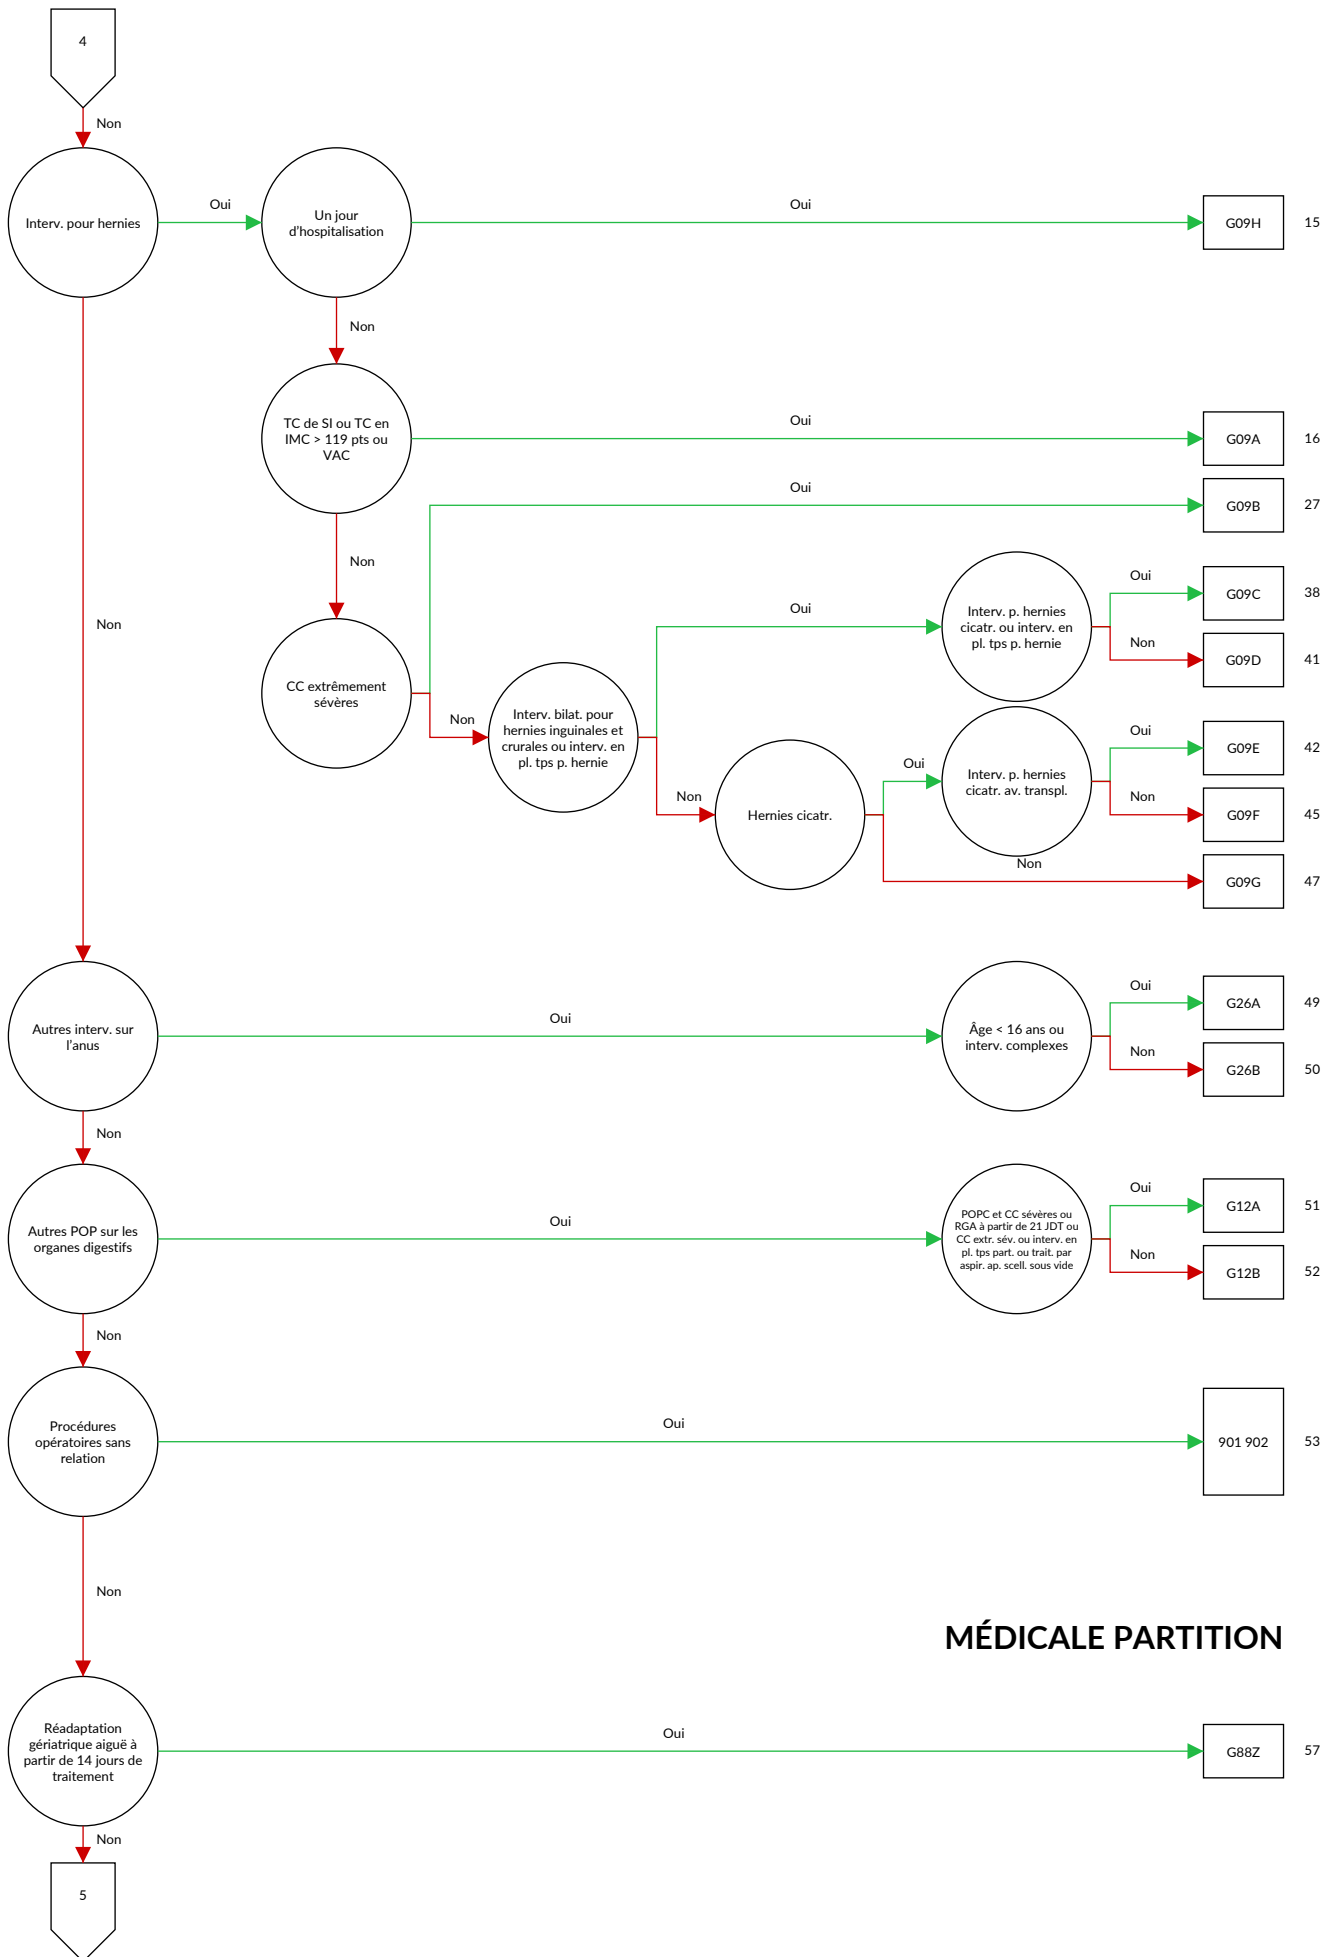 4
Non
Interv. pour hernies
Oui
Un jour
d'hospitalisation
Oui
G09H
15
Non
TC de SI ou TC en
IMC > 119 pts ou
VAC
Oui
G09A
16
Oui
G09B
27
Non
CC extrêmement
sévères
Non
Interv. bilat. pour
hernies inguinales et
crurales ou interv. en
pl. tps p. hernie
Oui
Interv. p. hernies
cicatr. ou interv. en
pl. tps p. hernie
Oui
G09C
38
Non
G09D
41
Non
Hernies cicatr.
Oui
Interv. p. hernies
cicatr. av. transpl.
Oui
G09E
42
Non
G09F
45
Non
G09G
47
Non
Autres interv. sur
l'anus
Oui
Âge < 16 ans ou
interv. complexes
Oui
G26A
49
Non
G26B
50
Non
Autres POP sur les
organes digestifs
Oui
POPC et CC sévères ou
RGA à partir de 21 JDT ou
CC extr. sév. ou interv. en
pl. tps part. ou trait. par
aspir. ap. scell. sous vide
Oui
G12A
51
Non
G12B
52
Non
Procédures
opératoires sans
relation
Oui
901 902
53
Non
MÉDICALE PARTITION
Réadaptation
gériatrique aiguë à
partir de 14 jours de
traitement
Oui
G88Z
57
Non
5